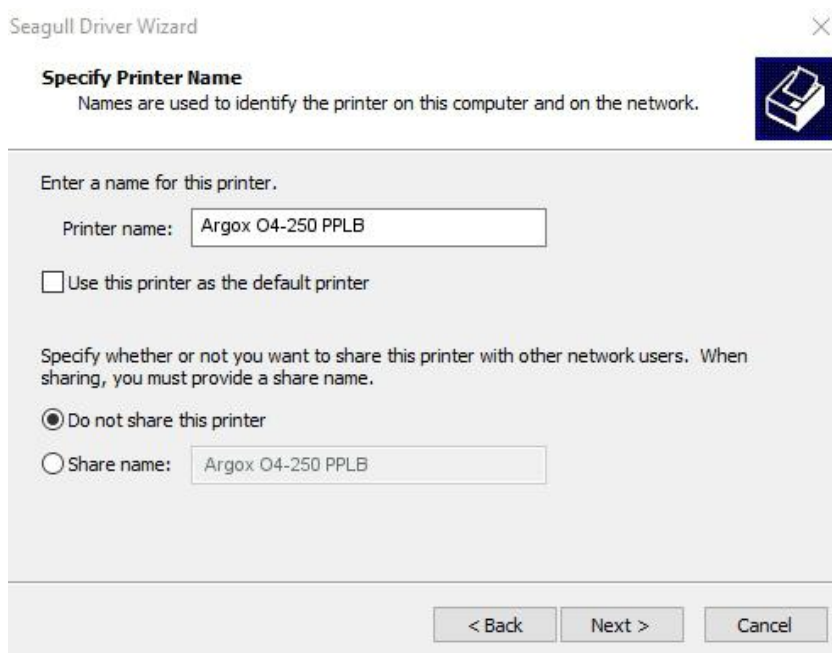 Seagull Driver Wizard
Specify Printer Name
Names are used to identify the printer on this computer and on the network.
Enter a name for this printer.
Printer name: Argox O4-250 PPLB
Use this printer as the default printer
Specify whether or not you want to share this printer with other network users.  When
sharing, you must provide a share name.
Do not share this printer
Share name: Argox O4-250 PPLB
< Back Next > Cancel